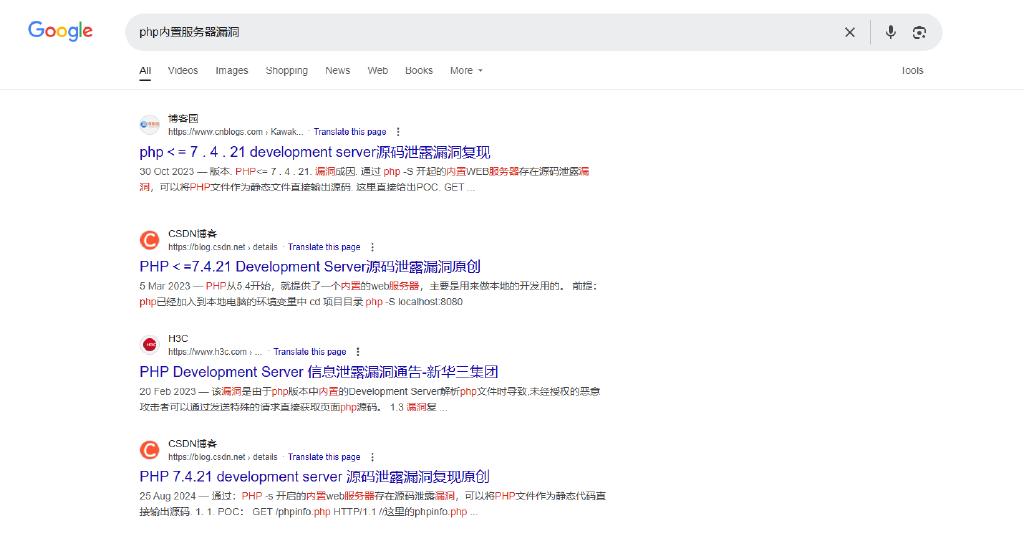 Google
php内置服务器漏洞
All Videos Images Shopping News Web Books More Tools
博客园
https://www.cnblogs.com › Kawak... · Translate this page
php < = 7 . 4 . 21 development server源码泄露漏洞复现
30 Oct 2023 — 版本. PHP<= 7 . 4 . 21. 漏洞成因. 通过 php -S 开起的内置WEB服务器存在源码泄露漏
洞，可以将PHP文件作为静态文件直接输出源码. 这里直接给出POC. GET ...
CSDN博客
https://blog.csdn.net › details · Translate this page
PHP < =7.4.21 Development Server源码泄露漏洞原创
5 Mar 2023 — PHP从5.4开始，就提供了一个内置的web服务器，主要是用来做本地的开发用的。 前提：
php已经加入到本地电脑的环境变量中 cd 项目目录 php -S localhost:8080
H3C
https://www.h3c.com › ... · Translate this page
PHP Development Server 信息泄露漏洞通告-新华三集团
20 Feb 2023 — 该漏洞是由于php版本中内置的Development Server解析php文件时导致,未经授权的恶意
攻击者可以通过发送特殊的请求直接获取页面php源码。 1.3 漏洞复 ...
CSDN博客
https://blog.csdn.net › details · Translate this page
PHP 7.4.21 development server 源码泄露漏洞复现原创
25 Aug 2024 — 通过：PHP -s 开启的内置web服务器存在源码泄露漏洞，可以将PHP文件作为静态代码直
接输出源码. 1. 1. POC： GET /phpinfo.php HTTP/1.1 //这里的phpinfo.php ...